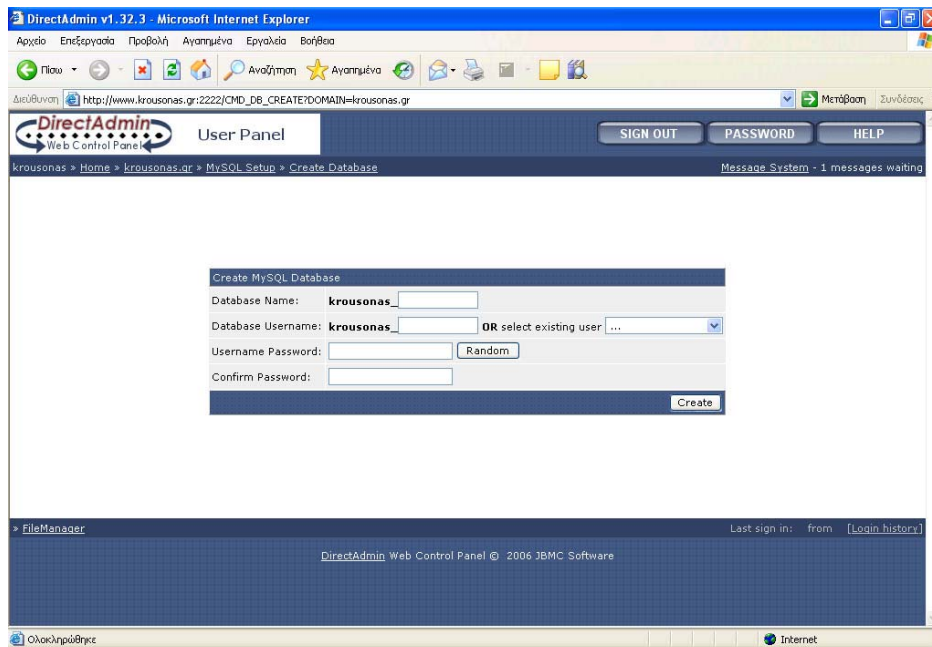 DirectAdmin v1.32.3 - Microsoft Internet Explorer
Αρχείο Επεξεργασία Προβολή Αγαπημένα Εργαλεία Βοήθεια
Πίσω Αναζήτηση Αγαπημένα
Διεύθυνση http://www.krousonas.gr:2222/CMD_DB_CREATE?DOMAIN=krousonas.gr Μετάβαση Συνδέσεις
DirectAdmin
Web Control Panel
User Panel
SIGN OUT PASSWORD HELP
krousonas » Home » krousonas.gr » MySQL Setup » Create Database Message System - 1 messages waiting
Create MySQL Database
Database Name: krousonas_
Database Username: krousonas_ OR select existing user ...
Username Password: Random
Confirm Password:
Create
» FileManager Last sign in: from [Login history]
DirectAdmin Web Control Panel © 2006 JBMC Software
Ολοκληρώθηκε Internet